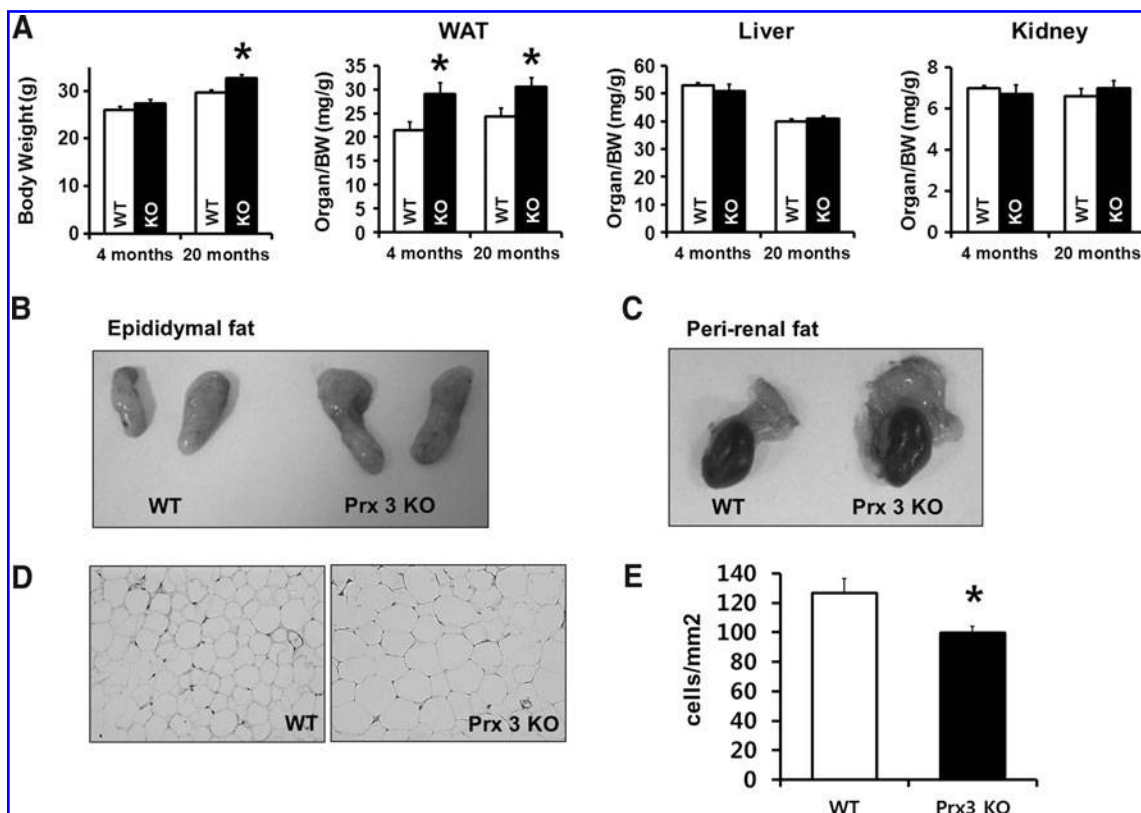 A
WAT
Liver
Kidney
*
* *
Body Weight (g)
30
20
10
0
WT KO WT KO
4 months 20 months
Organ/BW (mg/g)
35
30
25
20
15
10
5
0
WT KO WT KO
4 months 20 months
Organ/BW (mg/g)
60
50
40
30
20
10
0
WT KO WT KO
4 months 20 months
Organ/BW (mg/g)
8
6
4
2
0
WT KO WT KO
4 months 20 months
B
Epididymal fat
WT Prx 3 KO
C
Peri-renal fat
WT Prx 3 KO
D
WT
Prx 3 KO
E
cells/mm2
140
120
100
80
60
40
20
0
*
WT Prx3 KO